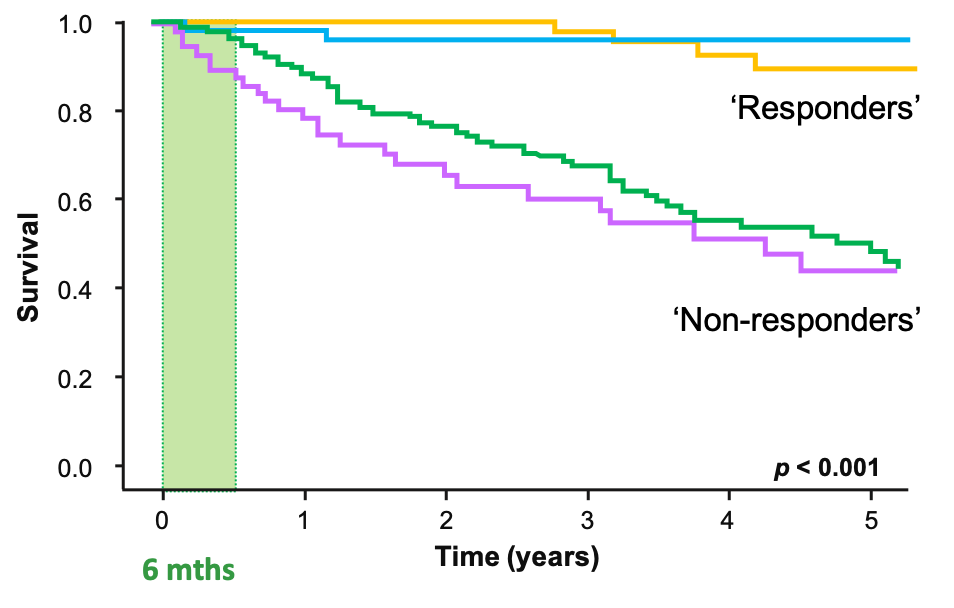 1.0
0.8
0.6
0.4
0.2
0.0
Survival
‘Responders’
‘Non-responders’
p < 0.001
0 1 2 3 4 5
Time (years)
6 mths